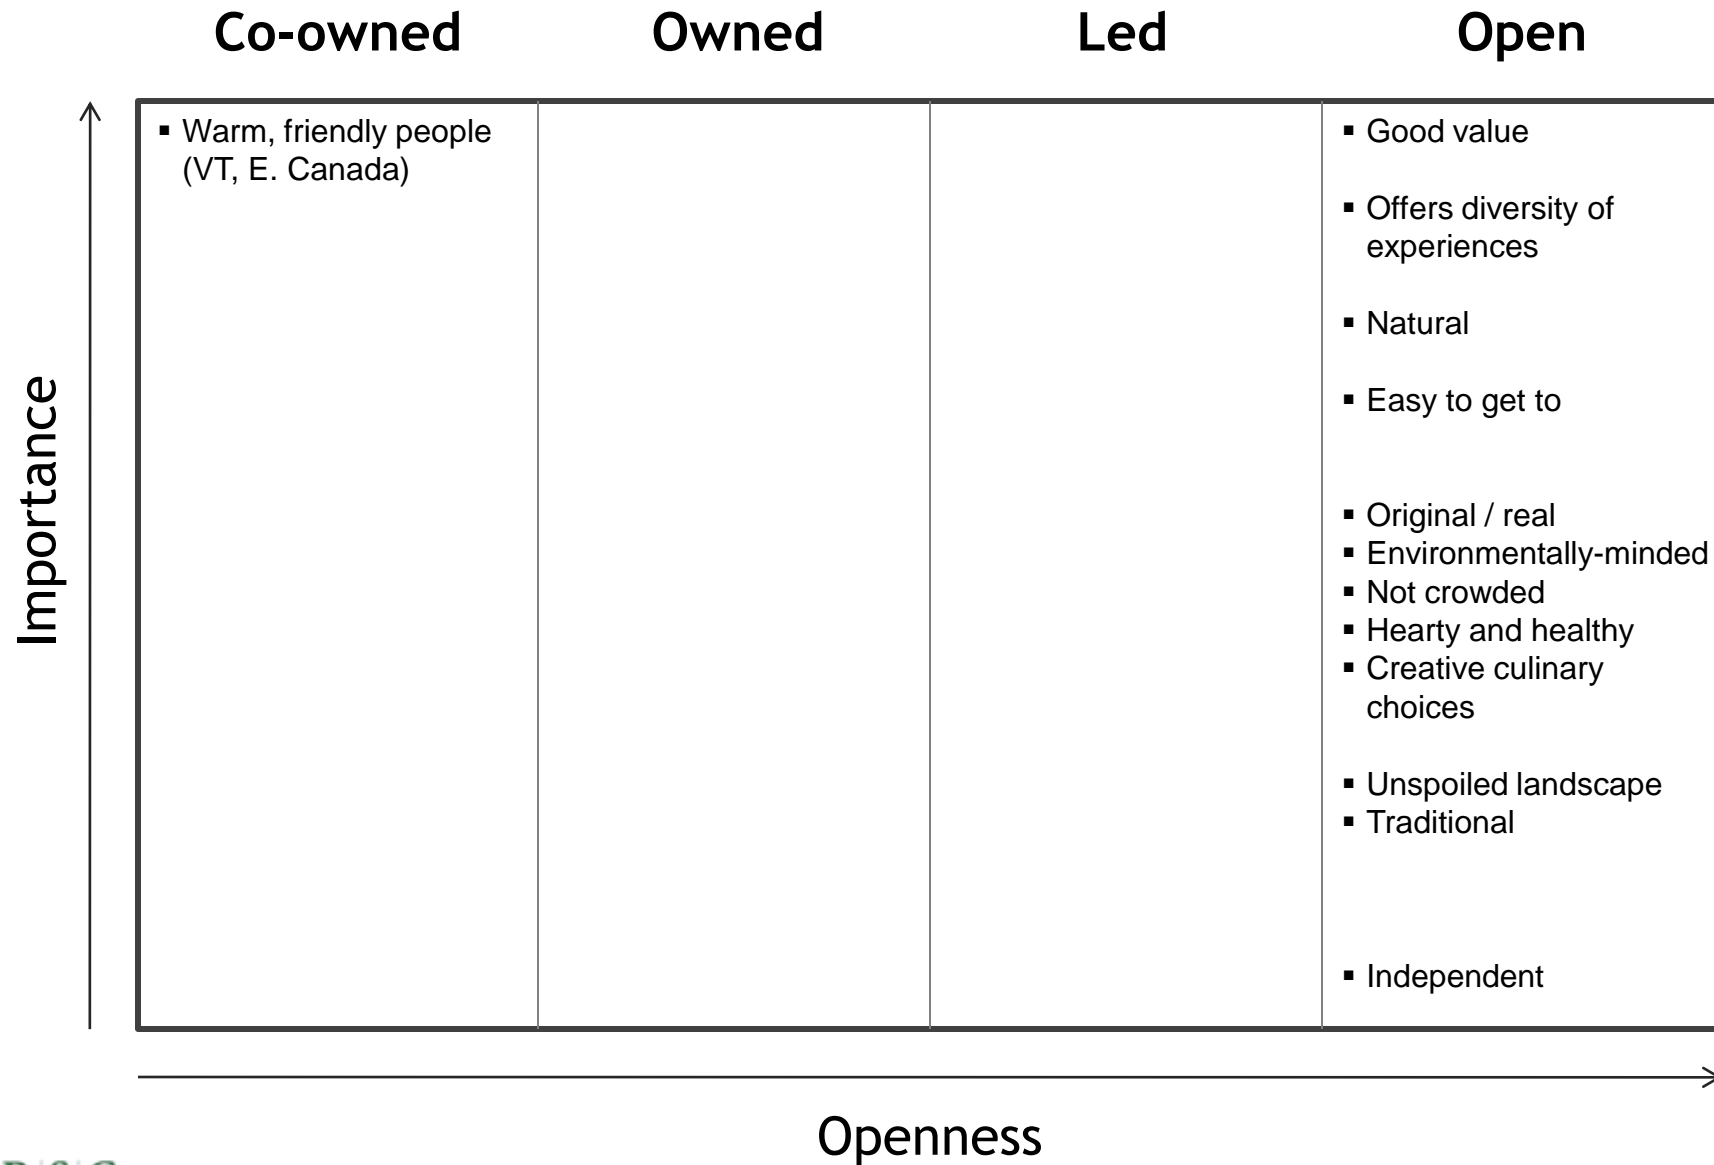 Co-owned Owned Led Open
Importance
▪ Warm, friendly people
(VT, E. Canada)
▪ Good value
▪ Offers diversity of
experiences
▪ Natural
▪ Easy to get to
▪ Original / real
▪ Environmentally-minded
▪ Not crowded
▪ Hearty and healthy
▪ Creative culinary
choices
▪ Unspoiled landscape
▪ Traditional
▪ Independent
Openness